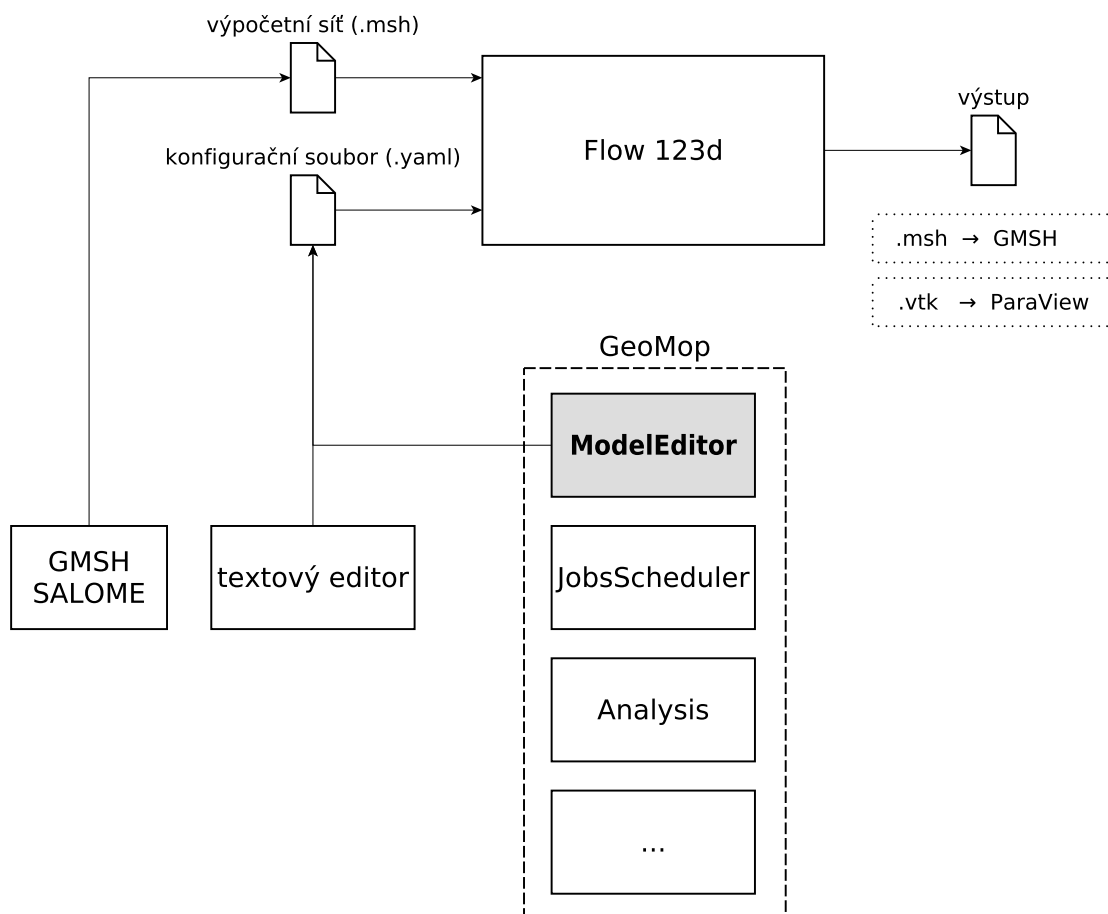 výpočetní síť (.msh)
konfigurační soubor (.yaml)
Flow 123d
výstup
.msh → GMSH
.vtk → ParaView
GeoMop
ModelEditor
GMSH
SALOME
textový editor
JobsScheduler
Analysis
...